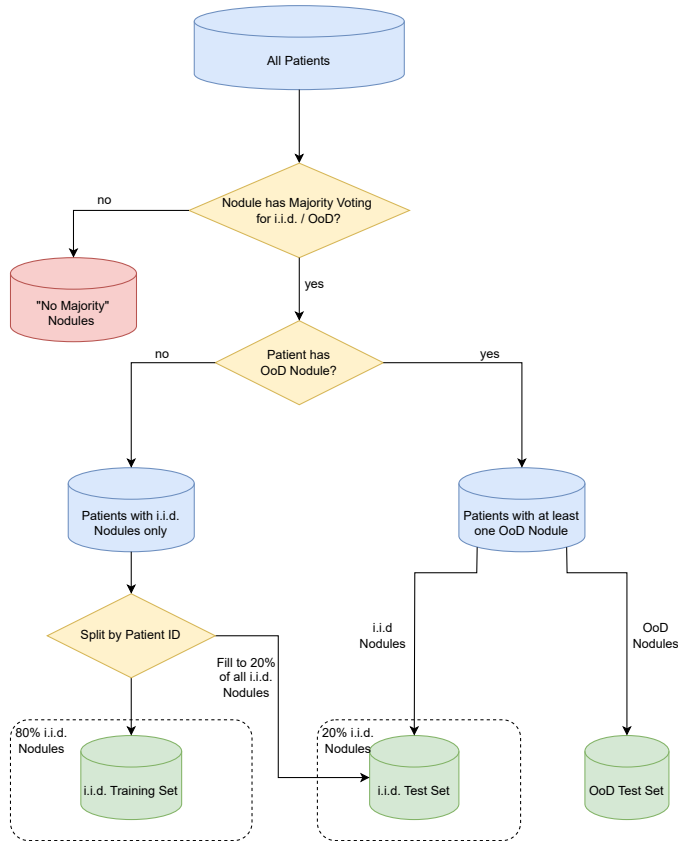 All Patients
Nodule has Majority Voting
for i.i.d. / OoD?
no
"No Majority"
Nodules
yes
Patient has
OoD Nodule?
no
yes
Patients with i.i.d.
Nodules only
Patients with at least
one OoD Nodule
Split by Patient ID
Fill to 20%
of all i.i.d.
Nodules
i.i.d
Nodules
OoD
Nodules
80% i.i.d.
Nodules
i.i.d. Training Set
20% i.i.d.
Nodules
i.i.d. Test Set
OoD Test Set